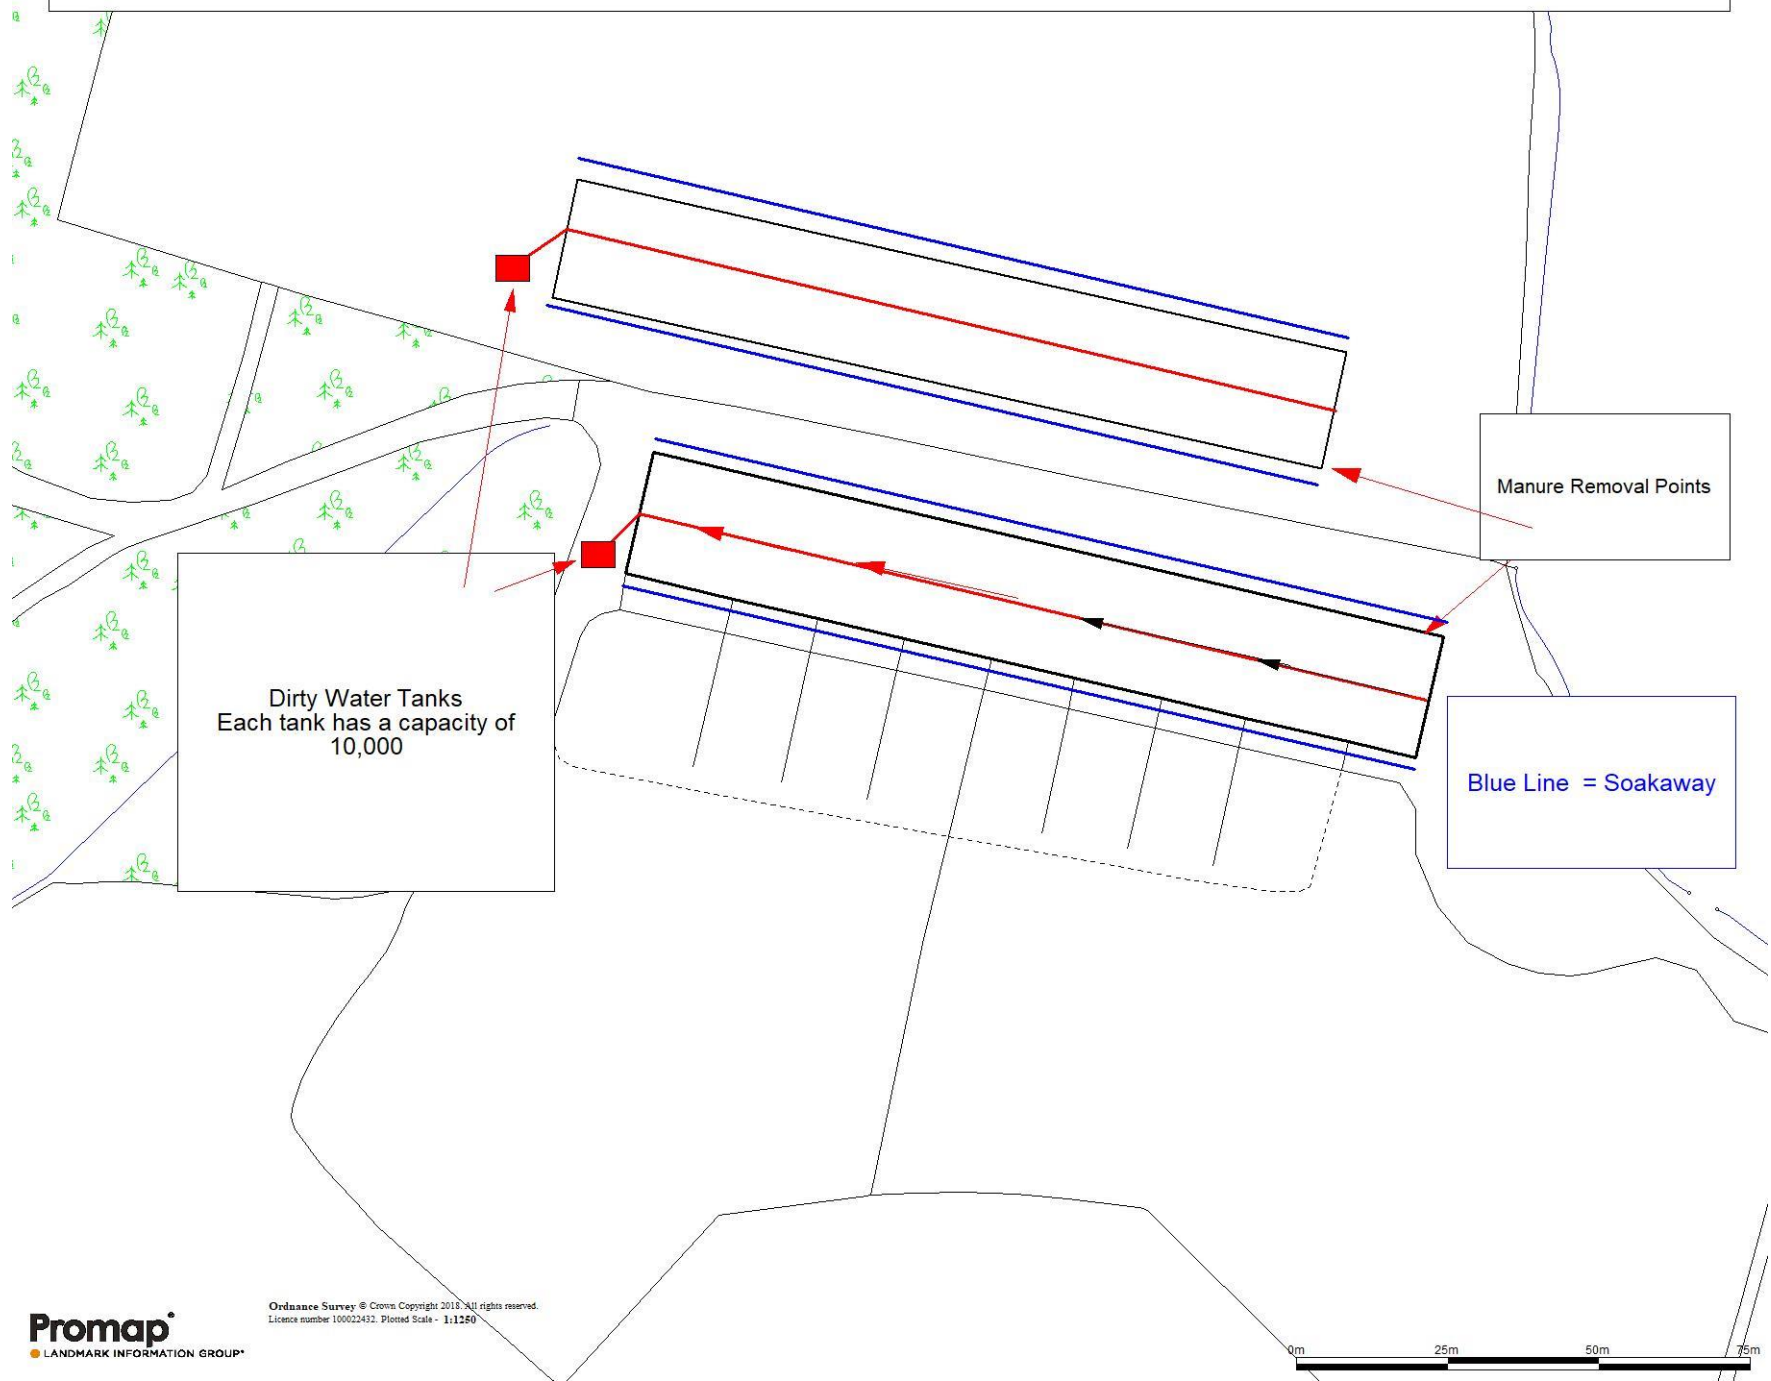 Manure Removal Points
Dirty Water Tanks
Each tank has a capacity of
10,000
Blue Line = Soakaway
Promap®
LANDMARK INFORMATION GROUP®
Ordnance Survey © Crown Copyright 2018. All rights reserved.
Licence number 100022432. Plotted Scale - 1:1250
0m 25m 50m 75m